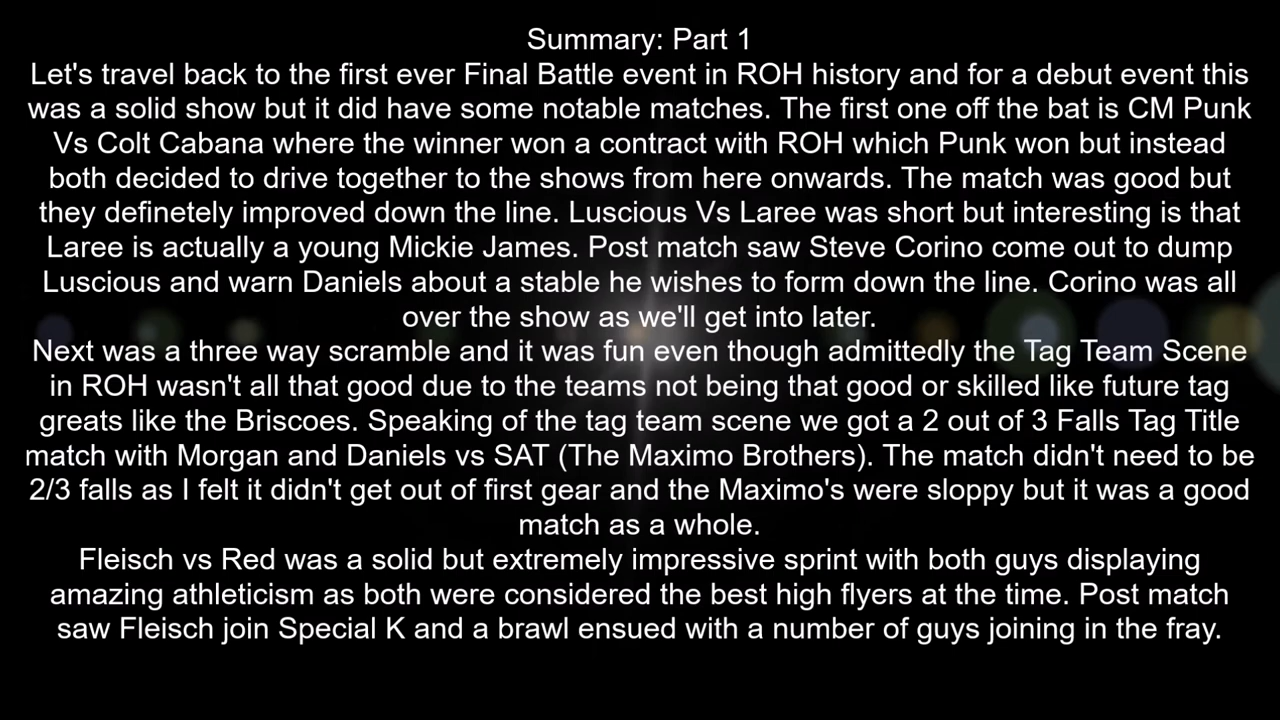 Summary: Part 1
Let's travel back to the first ever Final Battle event in ROH history and for a debut event this
was a solid show but it did have some notable matches. The first one off the bat is CM Punk
Vs Colt Cabana where the winner won a contract with ROH which Punk won but instead
both decided to drive together to the shows from here onwards. The match was good but
they definetely improved down the line. Luscious Vs Laree was short but interesting is that
Laree is actually a young Mickie James. Post match saw Steve Corino come out to dump
Luscious and warn Daniels about a stable he wishes to form down the line. Corino was all
over the show as we'll get into later.
Next was a three way scramble and it was fun even though admittedly the Tag Team Scene
in ROH wasn't all that good due to the teams not being that good or skilled like future tag
greats like the Briscoes. Speaking of the tag team scene we got a 2 out of 3 Falls Tag Title
match with Morgan and Daniels vs SAT (The Maximo Brothers). The match didn't need to be
2/3 falls as I felt it didn't get out of first gear and the Maximo's were sloppy but it was a good
match as a whole.
Fleisch vs Red was a solid but extremely impressive sprint with both guys displaying
amazing athleticism as both were considered the best high flyers at the time. Post match
saw Fleisch join Special K and a brawl ensued with a number of guys joining in the fray.